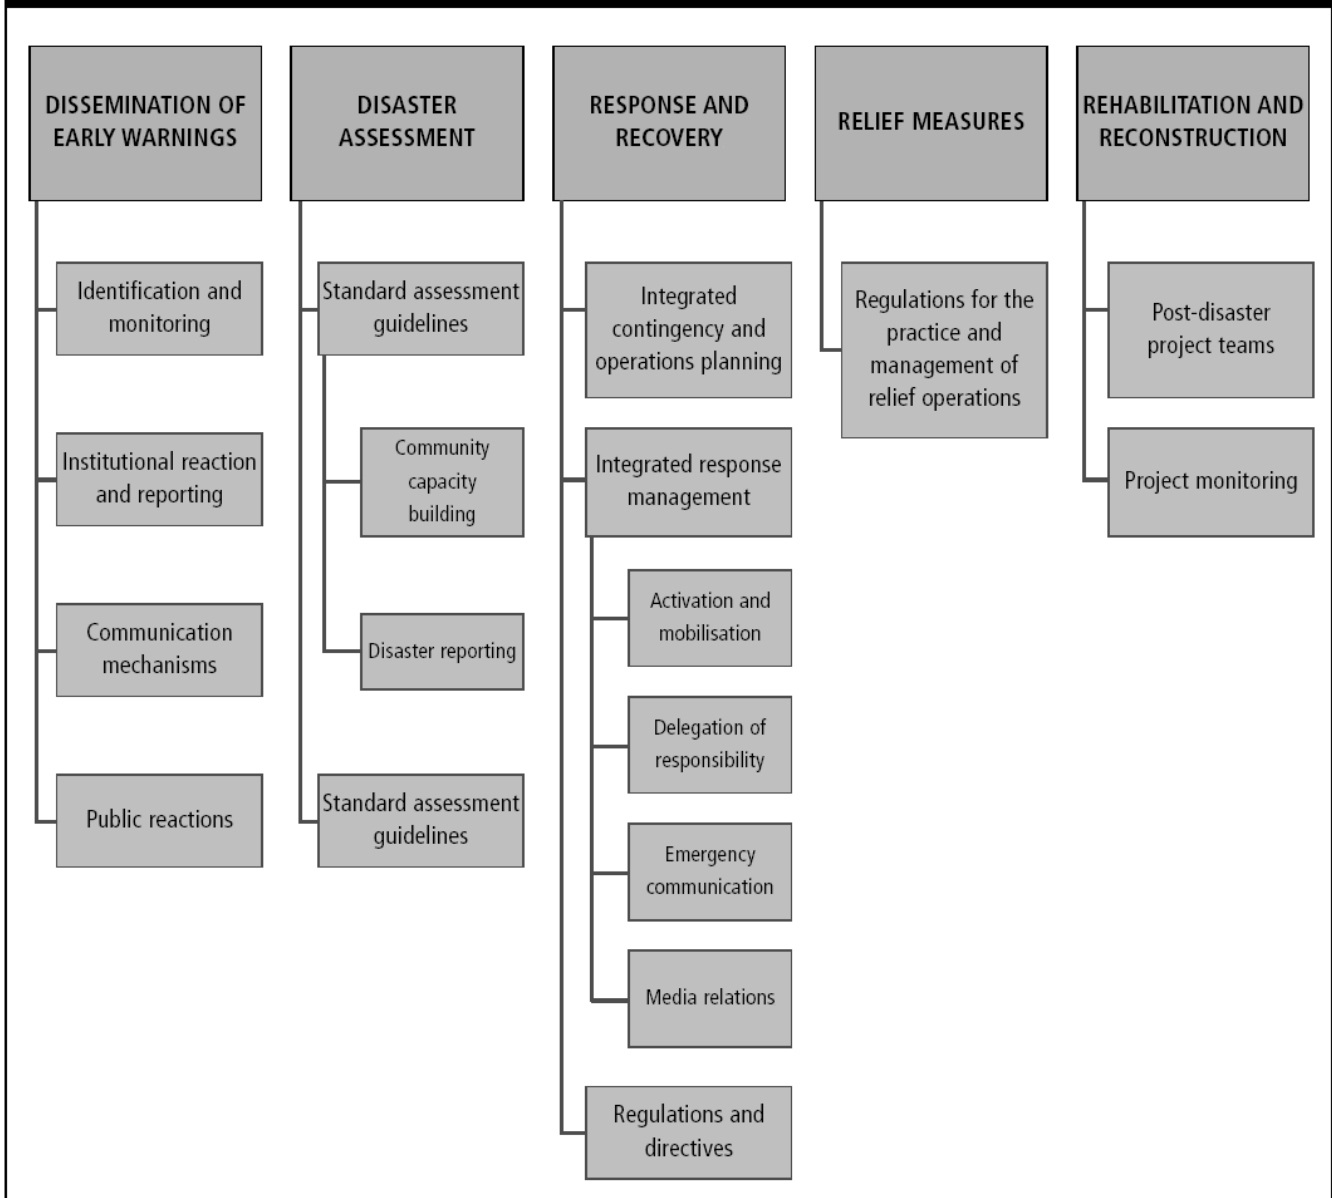 DISSEMINATION OF
EARLY WARNINGS
Identification and
monitoring
Institutional reaction
and reporting
Communication
mechanisms
Public reactions
DISASTER
ASSESSMENT
Standard assessment
guidelines
Community
capacity
building
Disaster reporting
Standard assessment
guidelines
RESPONSE AND
RECOVERY
Integrated
contingency and
operations planning
Integrated response
management
Activation and
mobilisation
Delegation of
responsibility
Emergency
communication
Media relations
Regulations and
directives
RELIEF MEASURES
Regulations for the
practice and
management of
relief operations
REHABILITATION AND
RECONSTRUCTION
Post-disaster
project teams
Project monitoring